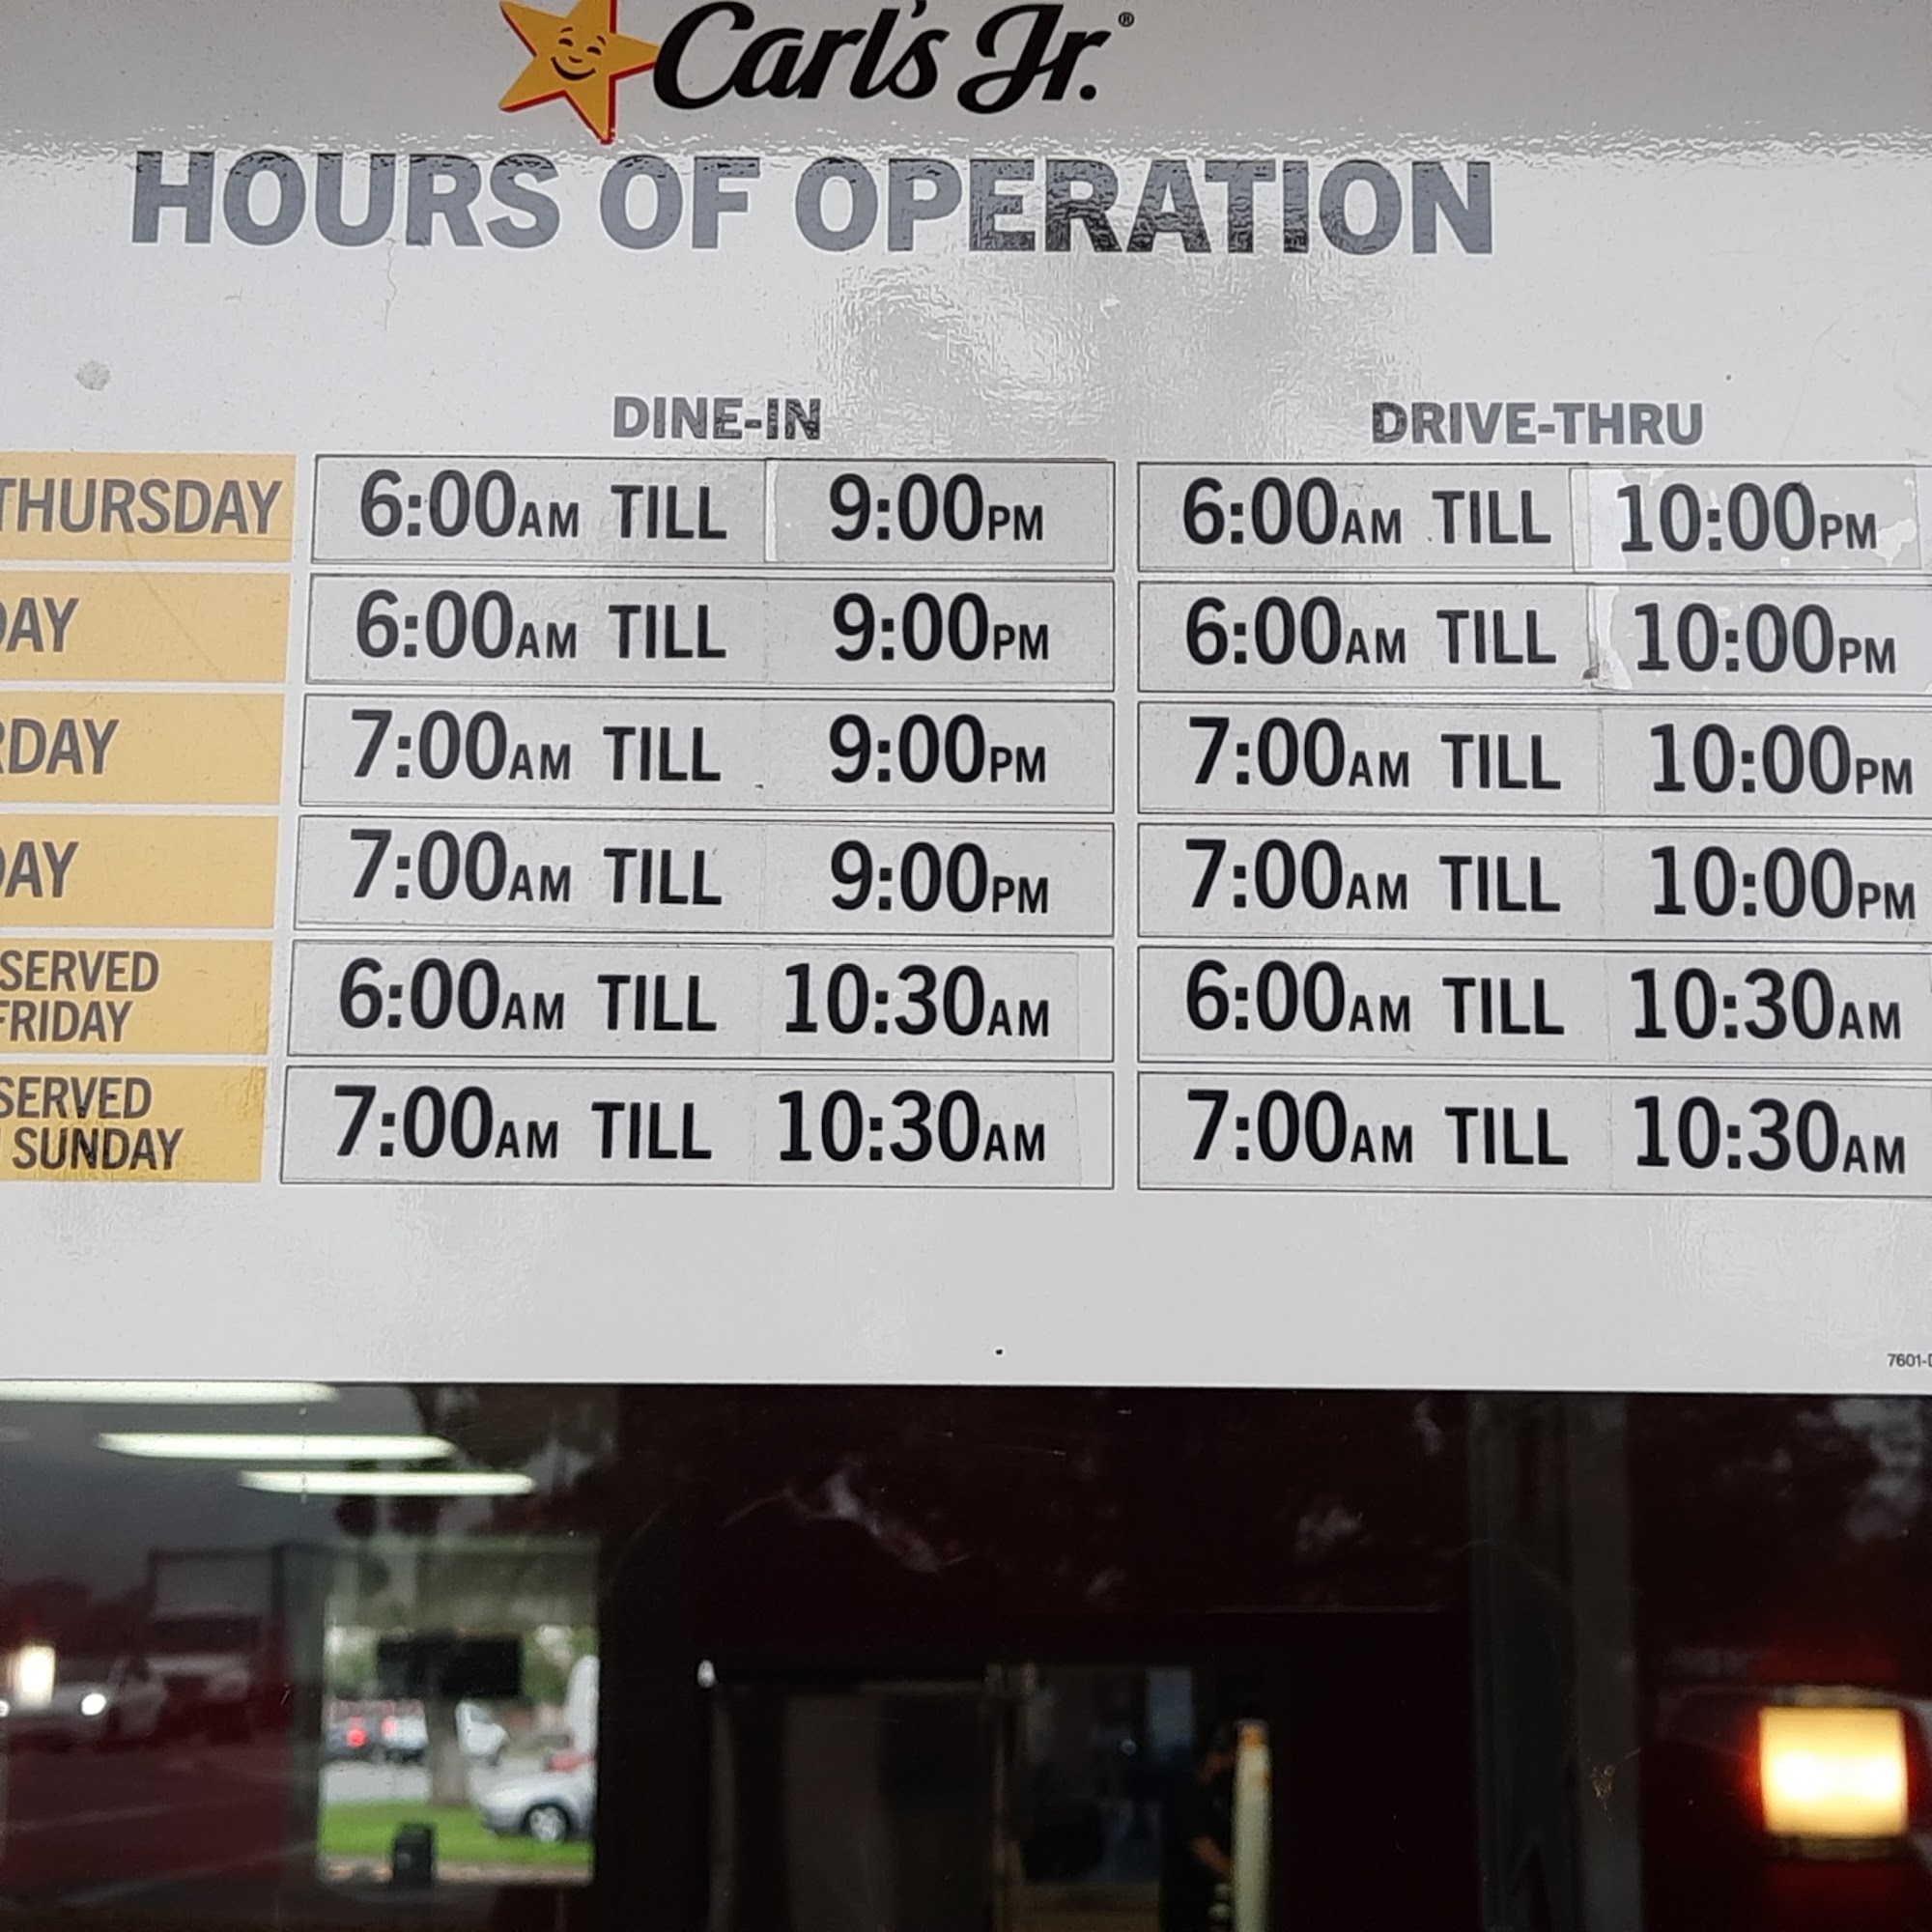 Carl's Jr.®
HOURS OF OPERATION
DINE-IN DRIVE-THRU
THURSDAY 6:00AM TILL 9:00PM 6:00AM TILL 10:00PM
DAY 6:00AM TILL 9:00PM 6:00AM TILL 10:00PM
RDAY 7:00AM TILL 9:00PM 7:00AM TILL 10:00PM
DAY 7:00AM TILL 9:00PM 7:00AM TILL 10:00PM
SERVED
FRIDAY 6:00AM TILL 10:30AM 6:00AM TILL 10:30AM
SERVED
SUNDAY 7:00AM TILL 10:30AM 7:00AM TILL 10:30AM
7601-D